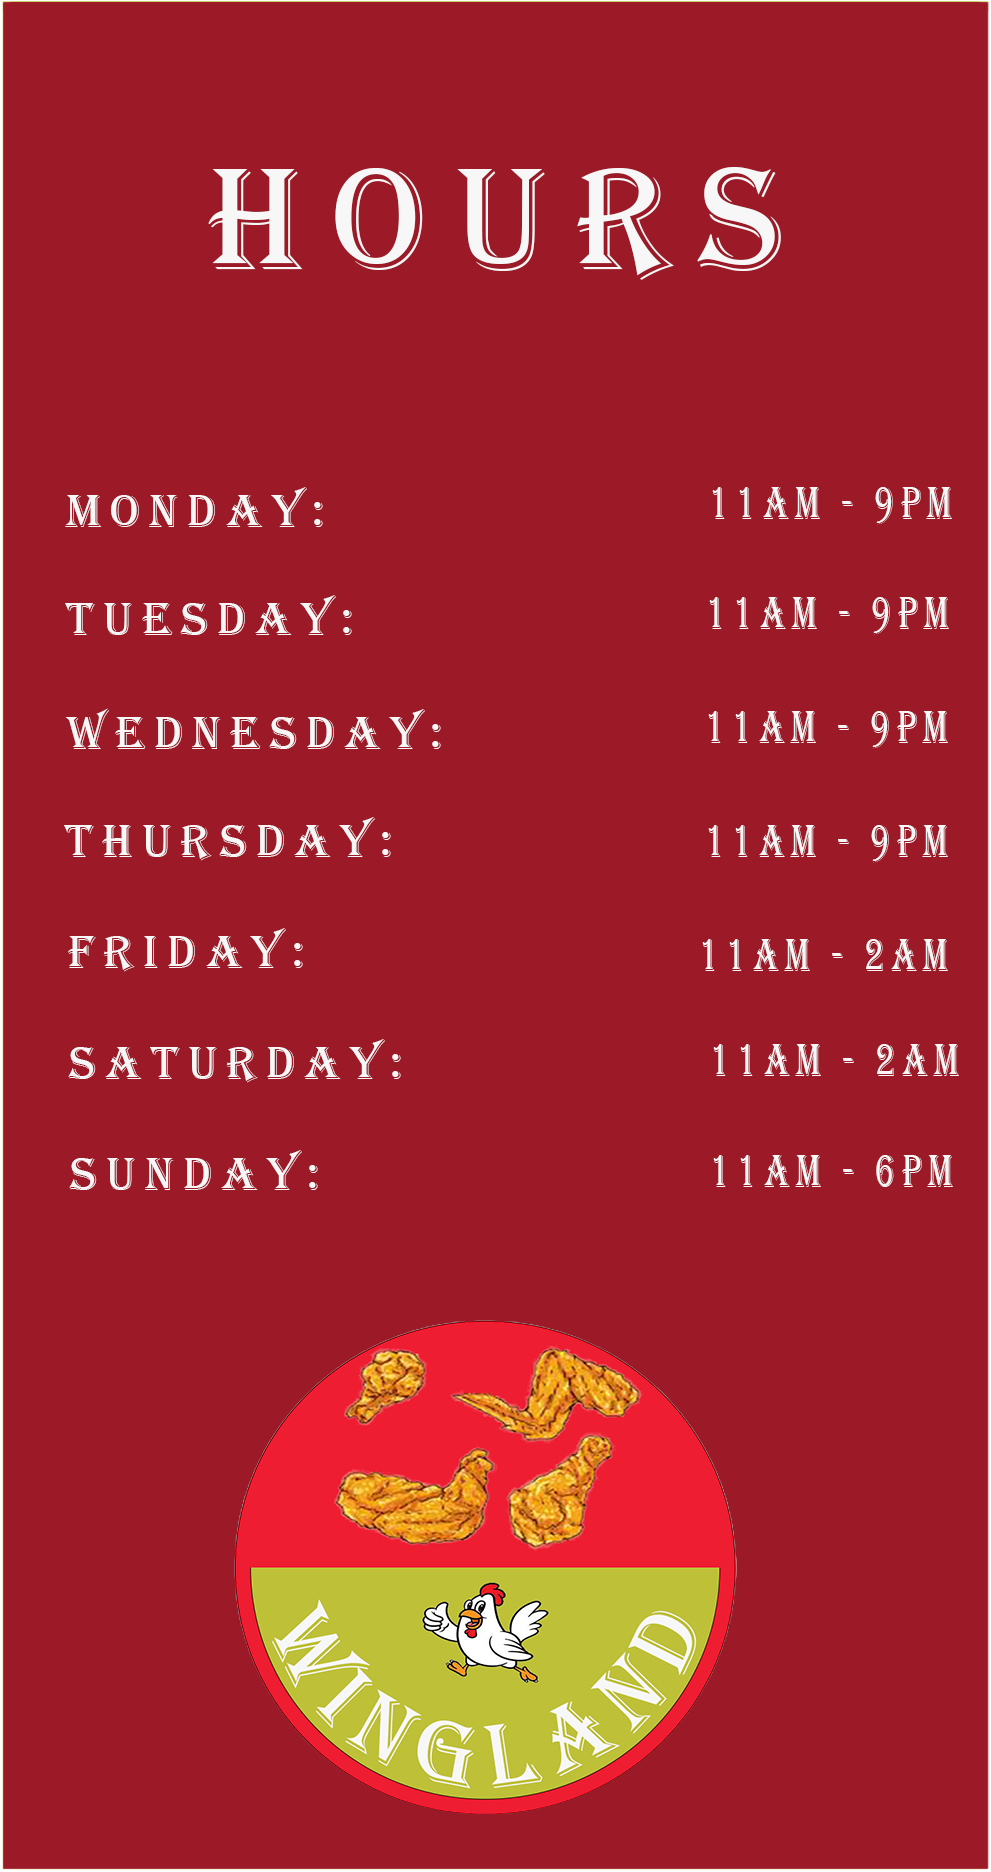 HOURS
MONDAY: 11AM - 9PM
TUESDAY: 11AM - 9PM
WEDNESDAY: 11AM - 9PM
THURSDAY: 11AM - 9PM
FRIDAY: 11AM - 2AM
SATURDAY: 11AM - 2AM
SUNDAY: 11AM - 6PM
WINGLAND